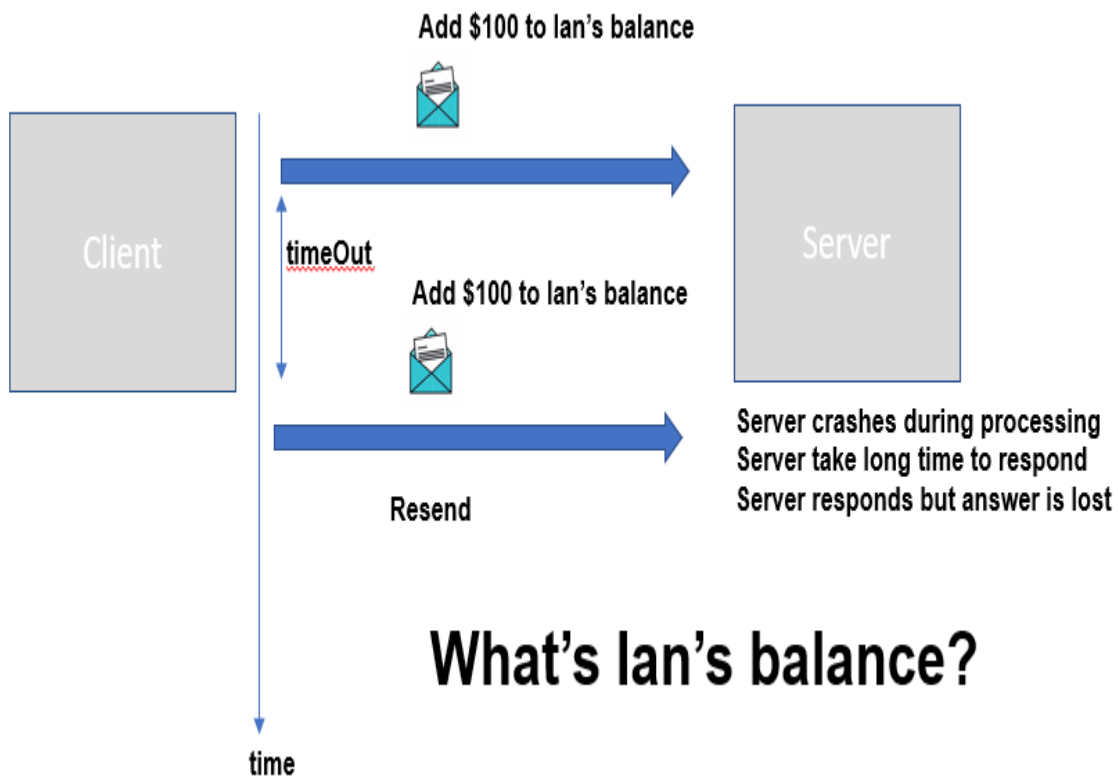 Add $100 to Ian's balance
Client
Server
timeOut
Add $100 to Ian's balance
Server crashes during processing
Server take long time to respond
Server responds but answer is lost
Resend
What's Ian's balance?
time